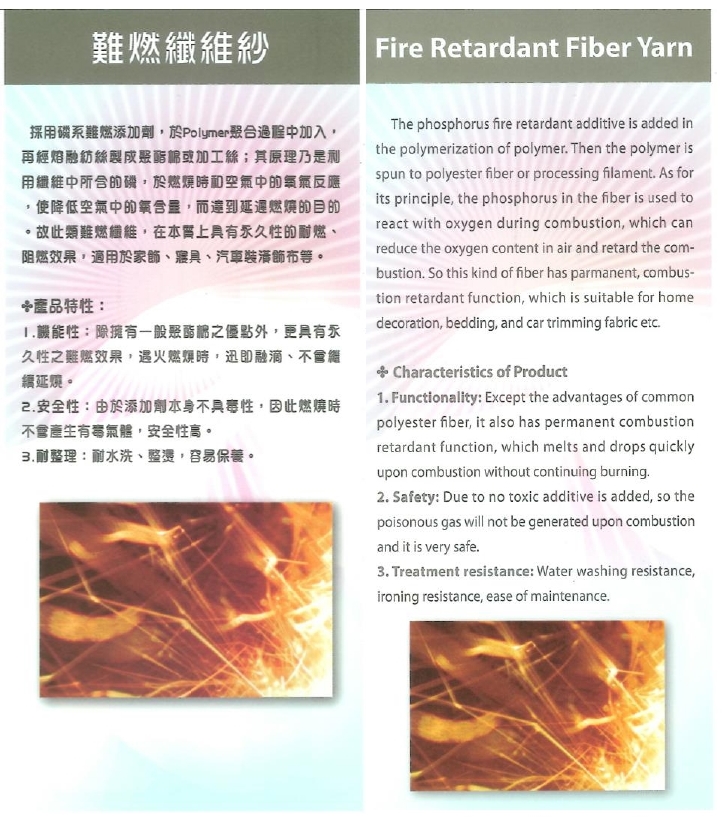 難燃纖維紗
採用磷系難燃添加劑，於Polymer聚合過程中加入，
再經熔融紡絲製成聚酯棉或加工絲；其原理乃是利
用纖維中所含的磷，於燃燒時和空氣中的氧氣反應
，使降低空氣中的氧含量，而達到延遲燃燒的目的
。故此類難燃纖維，在本質上具有永久性的耐燃、
阻燃效果，適用於家飾、寢具、汽車裝潢飾布等。
✤產品特性：
1.機能性：除擁有一般聚酯棉之優點外，更具有永
久性之難燃效果，遇火燃燒時，迅即融滴、不會繼
續延燒。
2.安全性：由於添加劑本身不具毒性，因此燃燒時
不會產生有毒氣體，安全性高。
3.耐整理：耐水洗、整燙，容易保養。
Fire Retardant Fiber Yarn
The phosphorus fire retardant additive is added in
the polymerization of polymer. Then the polymer is
spun to polyester fiber or processing filament. As for
its principle, the phosphorus in the fiber is used to
react with oxygen during combustion, which can
reduce the oxygen content in air and retard the com-
bustion. So this kind of fiber has parmanent, combus-
tion retardant function, which is suitable for home
decoration, bedding, and car trimming fabric etc.
✤ Characteristics of Product
1. Functionality: Except the advantages of common
polyester fiber, it also has permanent combustion
retardant function, which melts and drops quickly
upon combustion without continuing burning.
2. Safety: Due to no toxic additive is added, so the
poisonous gas will not be generated upon combustion
and it is very safe.
3. Treatment resistance: Water washing resistance,
ironing resistance, ease of maintenance.